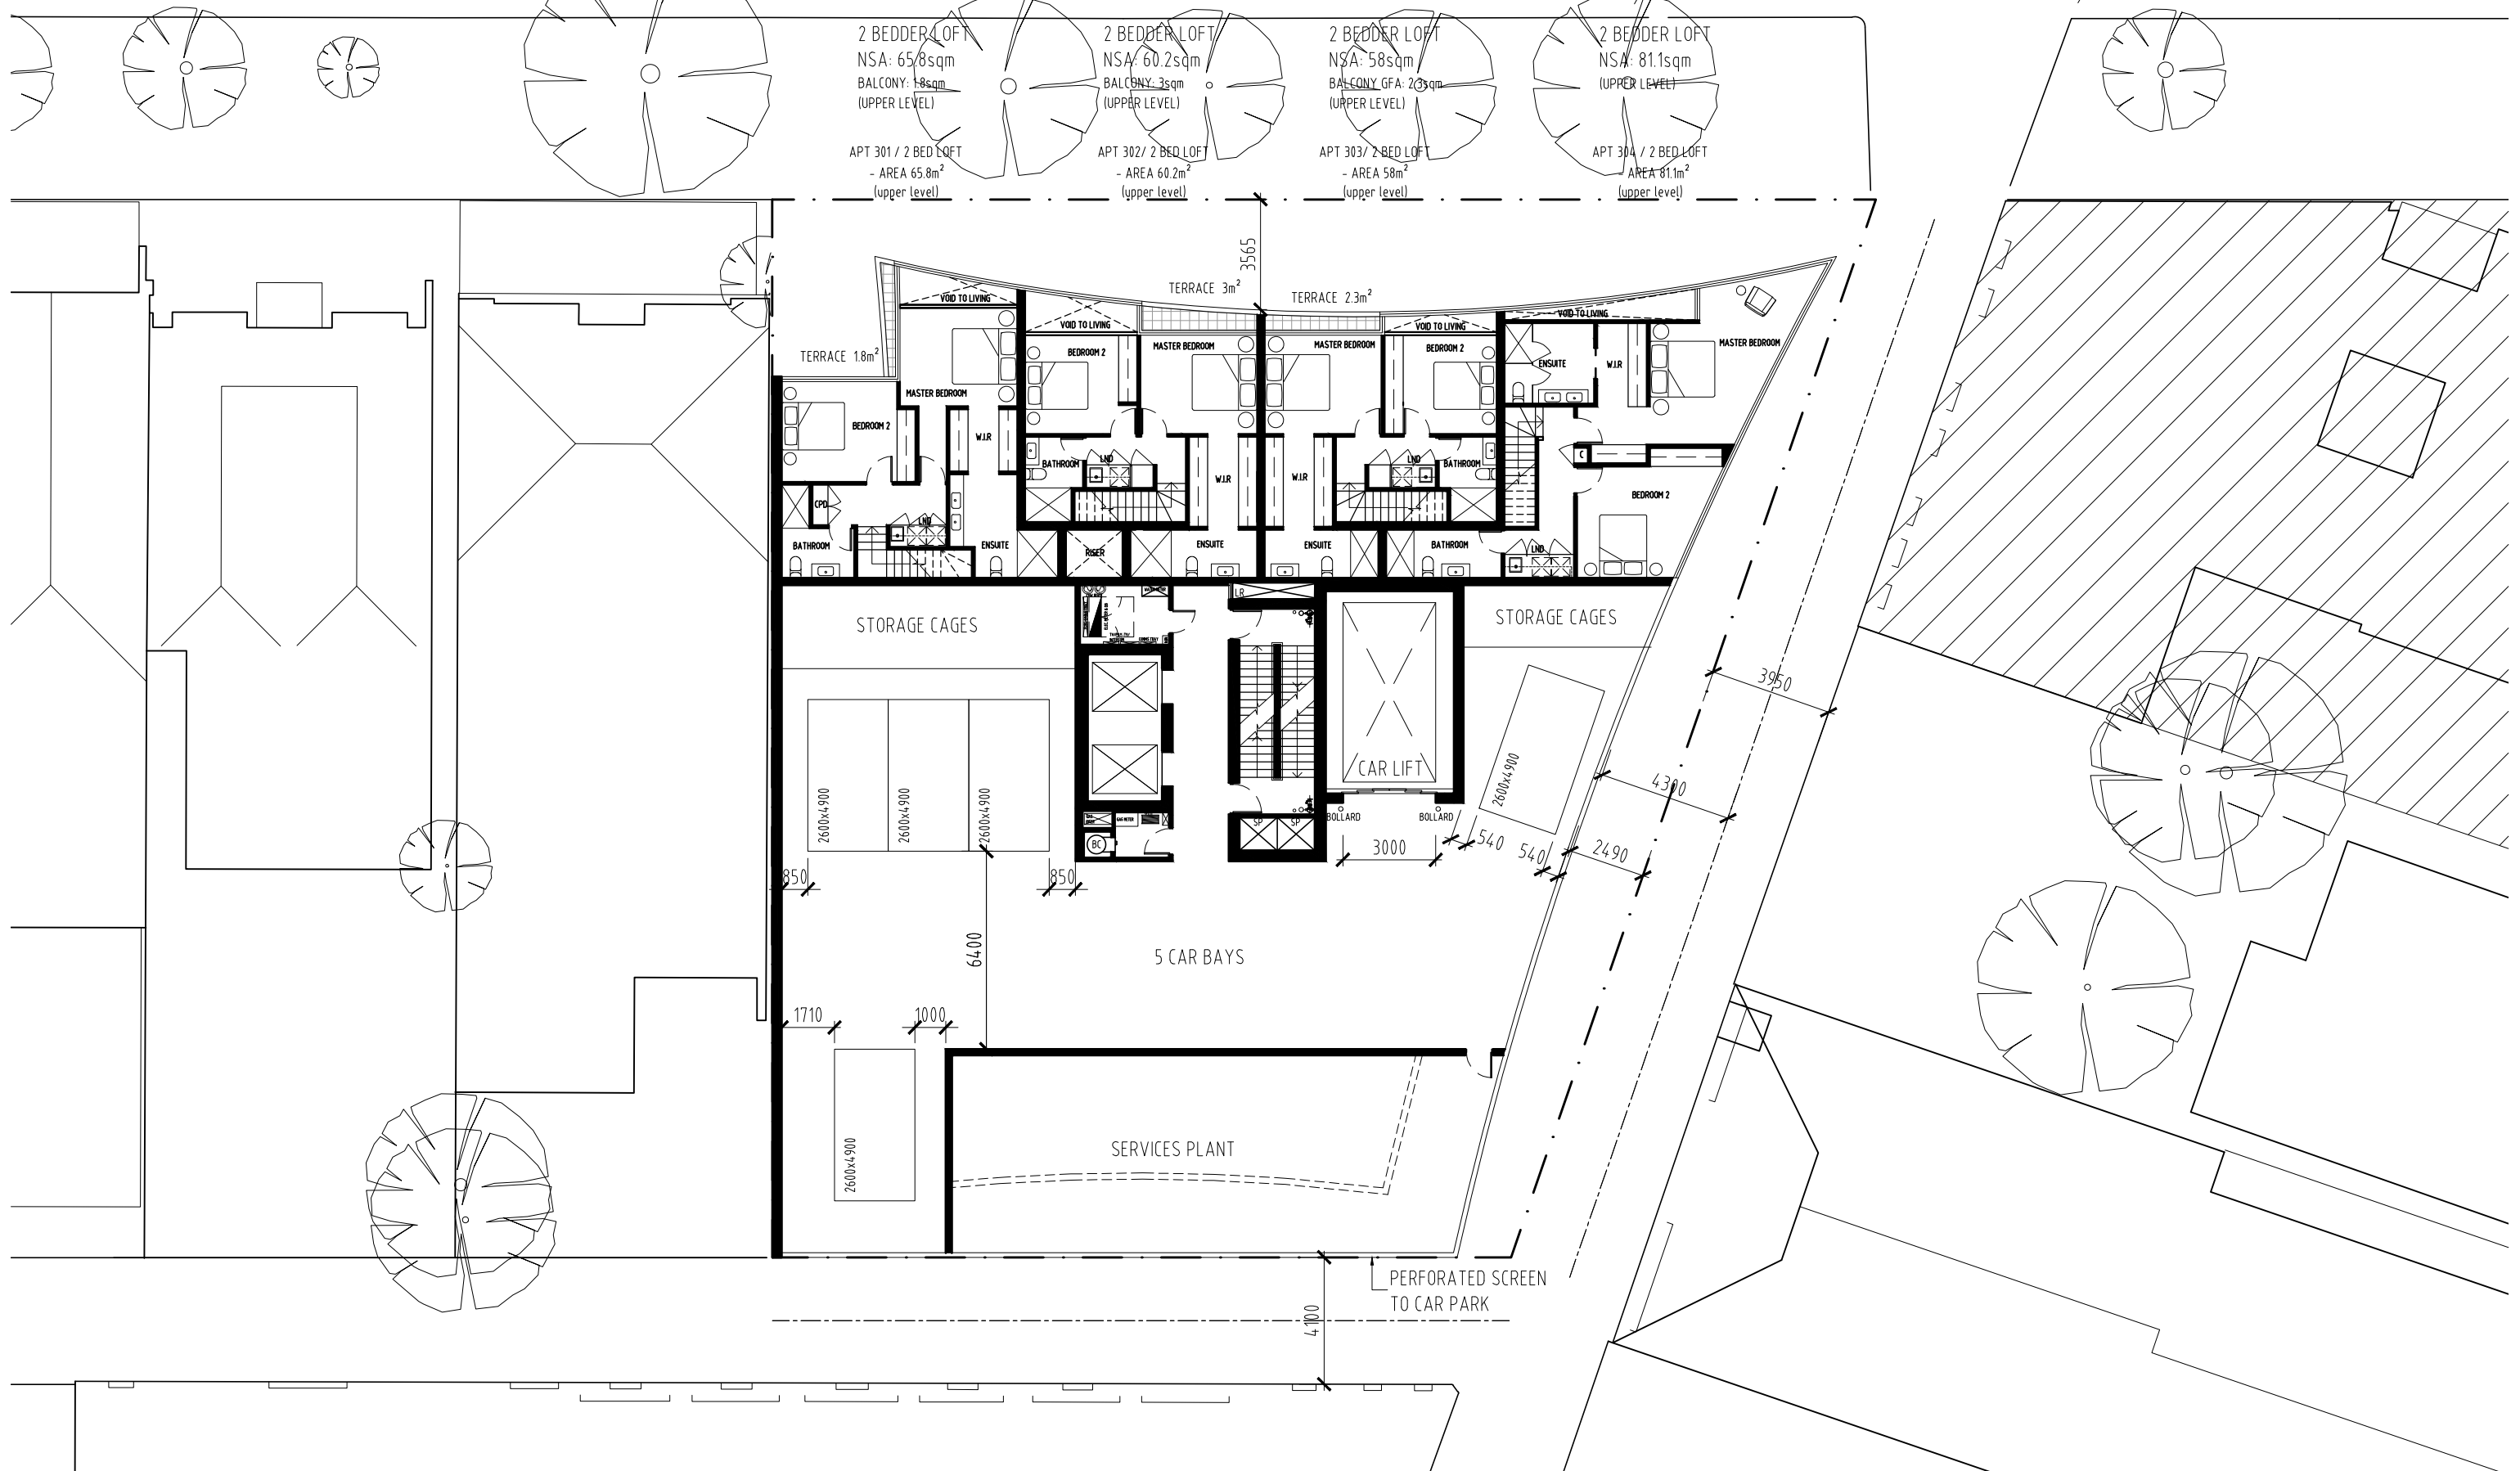 2 BEDDER LOFT
NSA: 65.8sqm
BALCONY: 1.8sqm
(UPPER LEVEL)
2 BEDDER LOFT
NSA: 60.2sqm
BALCONY: 3sqm
(UPPER LEVEL)
2 BEDDER LOFT
NSA: 58sqm
BALCONY GFA: 2.3sqm
(UPPER LEVEL)
2 BEDDER LOFT
NSA: 81.1sqm
(UPPER LEVEL)
APT 301 / 2 BED LOFT
- AREA 65.8m²
(upper level)
APT 302/ 2 BED LOFT
- AREA 60.2m²
(upper level)
APT 303/ 2 BED LOFT
- AREA 58m²
(upper level)
APT 304 / 2 BED LOFT
- AREA 81.1m²
(upper level)
3565
TERRACE 3m²
TERRACE 2.3m²
VOID TO LIVING
VOID TO LIVING
VOID TO LIVING
VOID TO LIVING
TERRACE 1.8m²
BEDROOM 2
MASTER BEDROOM
MASTER BEDROOM
BEDROOM 2
ENSUITE
W.I.R
MASTER BEDROOM
MASTER BEDROOM
BEDROOM 2
W.I.R
BATHROOM
LND
W.I.R
W.I.R
LND
BATHROOM
C
BEDROOM 2
CPD
LND
BATHROOM
ENSUITE
RISER
ENSUITE
ENSUITE
BATHROOM
LND
STORAGE CAGES
LR
STORAGE CAGES
3950
CAR LIFT
4300
2600x4900
2600x4900
2600x4900
2600x4900
GAS METER
BC
SP
SP
BOLLARD
BOLLARD
3000
540
540
2490
850
850
6400
5 CAR BAYS
1710
1000
2600x4900
SERVICES PLANT
PERFORATED SCREEN
TO CAR PARK
4100